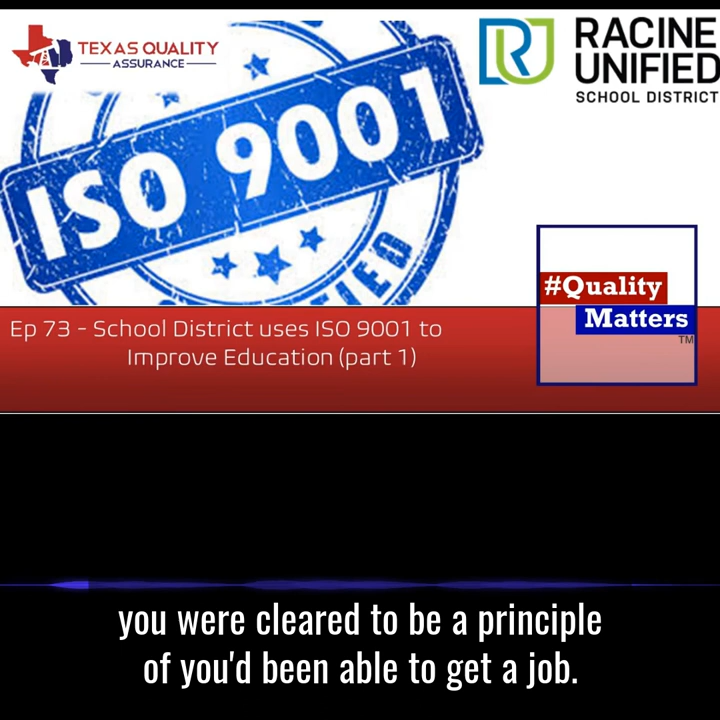 TEXAS QUALITY
ASSURANCE
RACINE
UNIFIED
SCHOOL DISTRICT
ISO 9001
IED
#Quality
Matters
TM
Ep 73 - School District uses ISO 9001 to
Improve Education (part 1)
you were cleared to be a principle
of you'd been able to get a job.